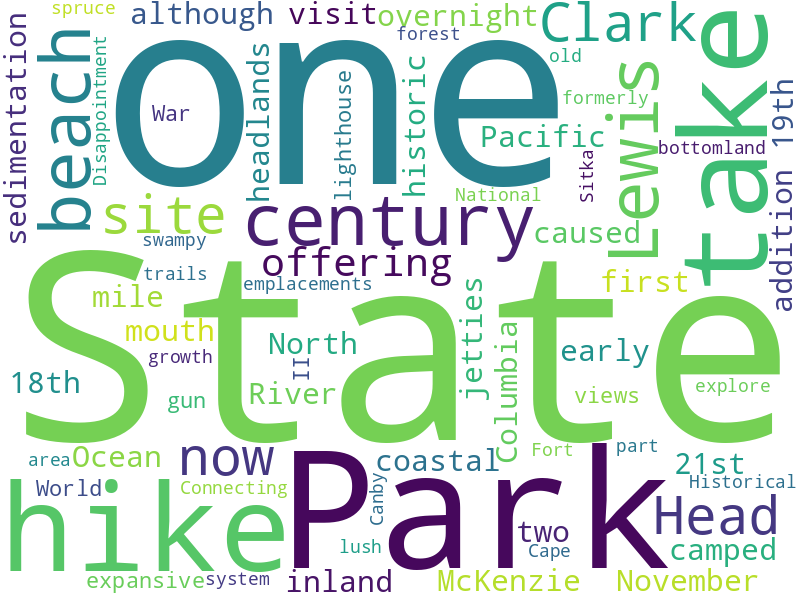 spruce
although
visit
overnight
Clark
forest
old
one
take
sedimentation
beach
Disappointment
War
headlands
lighthouse
historic
formerly
Pacific
Lewis
bottomland
19th
Sitka
National
site
century
caused
addition
swampy
offering
State
trails
emplacements
first
mile
mouth
North
II
jetties
Columbia
early
growth
18th
gun
River
views
explore
area
Ocean
now
coastal
Fort
part
21st
World
Connecting
Canby
Park
Historical
hike
Head
two
lush
Cape
camped
expansive
system
inland
McKenzie
November